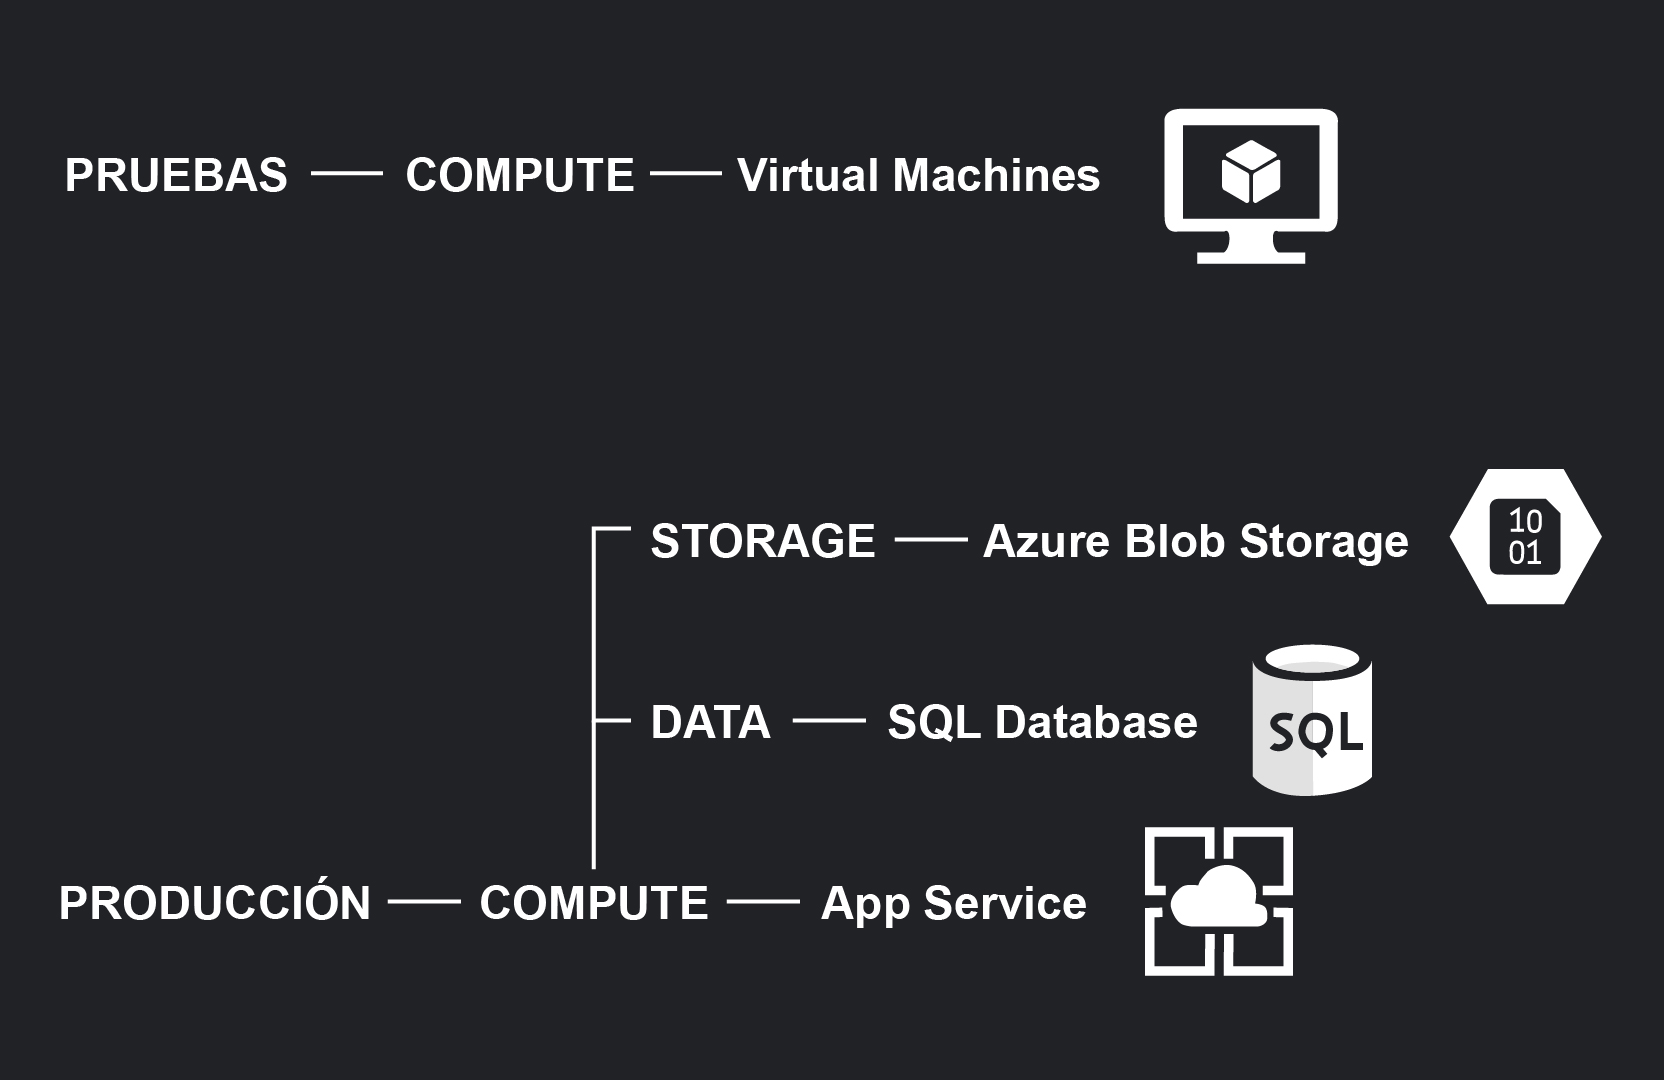 PRUEBAS COMPUTE Virtual Machines
STORAGE Azure Blob Storage
10
01
DATA SQL Database
SQL
PRODUCCIÓN COMPUTE App Service